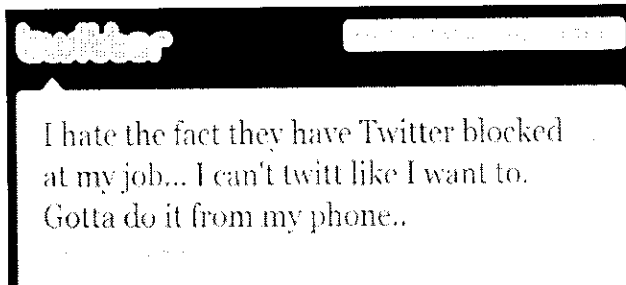 twitter
I hate the fact they have Twitter blocked
at my job... I can't twitt like I want to.
Gotta do it from my phone..